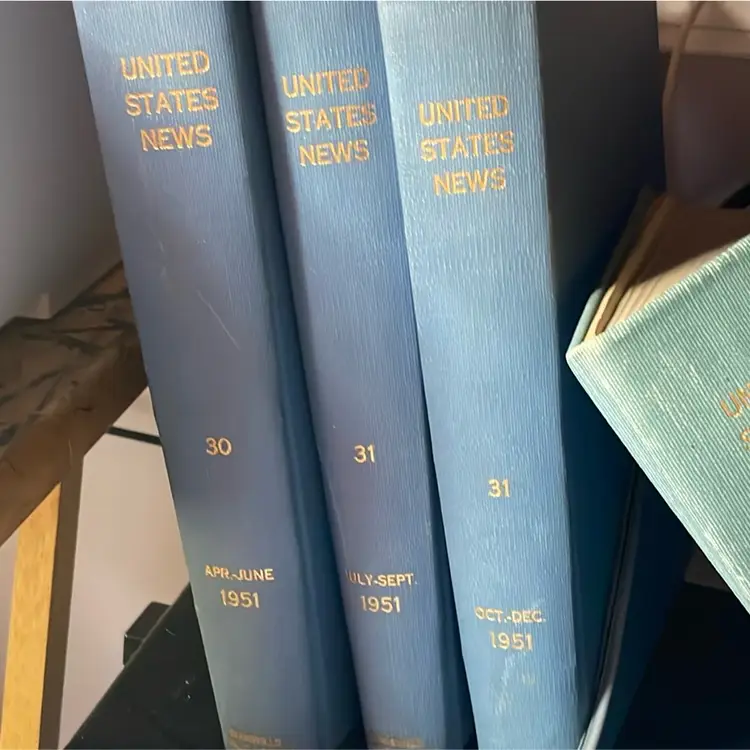 UNITED
STATES
NEWS
30
APR.-JUNE
1951
UNITED
STATES
NEWS
31
JULY-SEPT.
1951
UNITED
STATES
NEWS
31
OCT.-DEC.
1951